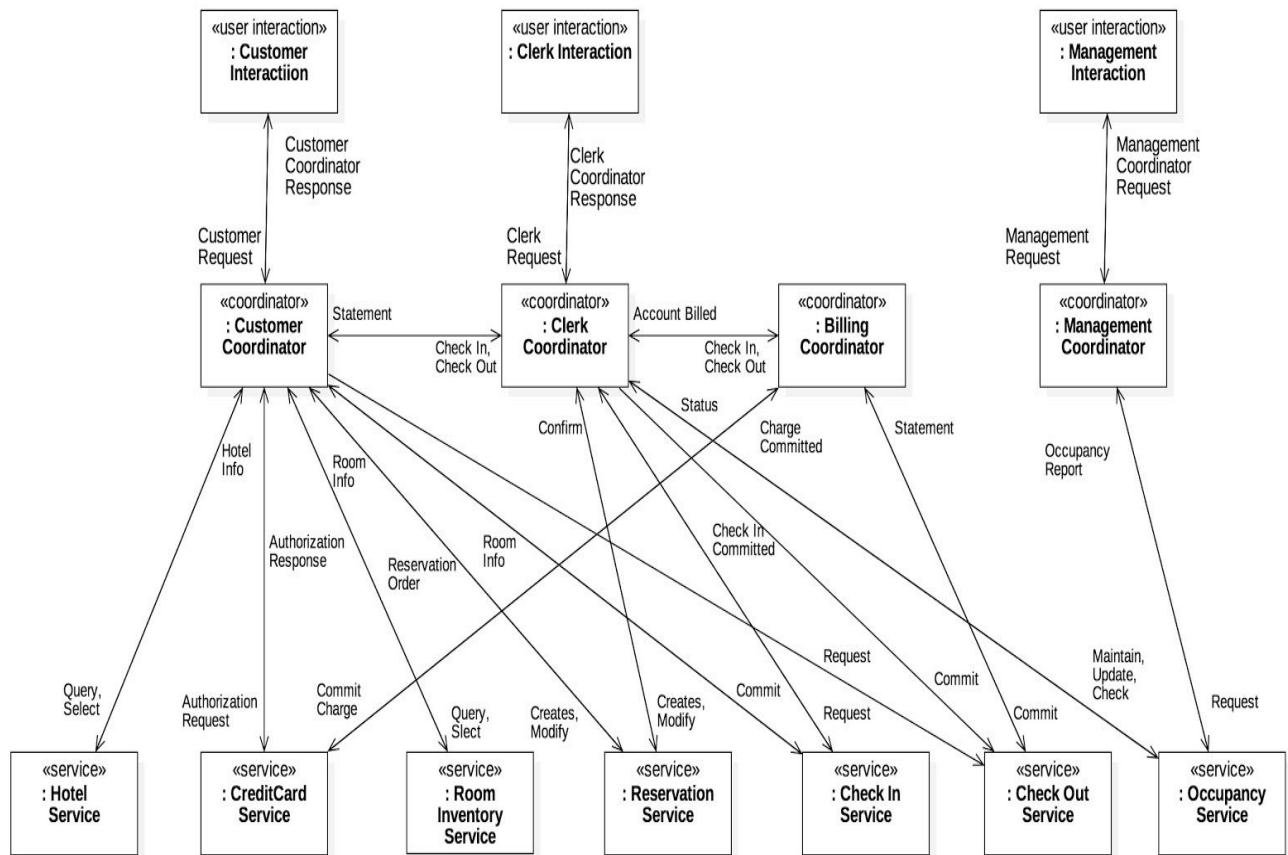 «user interaction»
: Customer
Interactiion
«user interaction»
: Clerk Interaction
«user interaction»
: Management
Interaction
Customer
Coordinator
Response
Clerk
Coordinator
Response
Management
Coordinator
Request
Customer
Request
Clerk
Request
Management
Request
«coordinator»
: Customer
Coordinator
Statement
Check In,
Check Out
«coordinator»
: Clerk
Coordinator
Account Billed
Check In,
Check Out
«coordinator»
: Billing
Coordinator
«coordinator»
: Management
Coordinator
Hotel
Info
Room
Info
Confirm
Status
Charge
Committed
Statement
Occupancy
Report
Authorization
Response
Reservation
Order
Room
Info
Check In
Committed
Query,
Select
Authorization
Request
Commit
Charge
Query,
Slect
Creates,
Modify
Creates,
Modify
Commit
Request
Request
Commit
Commit
Maintain,
Update,
Check
Request
«service»
: Hotel
Service
«service»
: CreditCard
Service
«service»
: Room
Inventory
Service
«service»
: Reservation
Service
«service»
: Check In
Service
«service»
: Check Out
Service
«service»
: Occupancy
Service